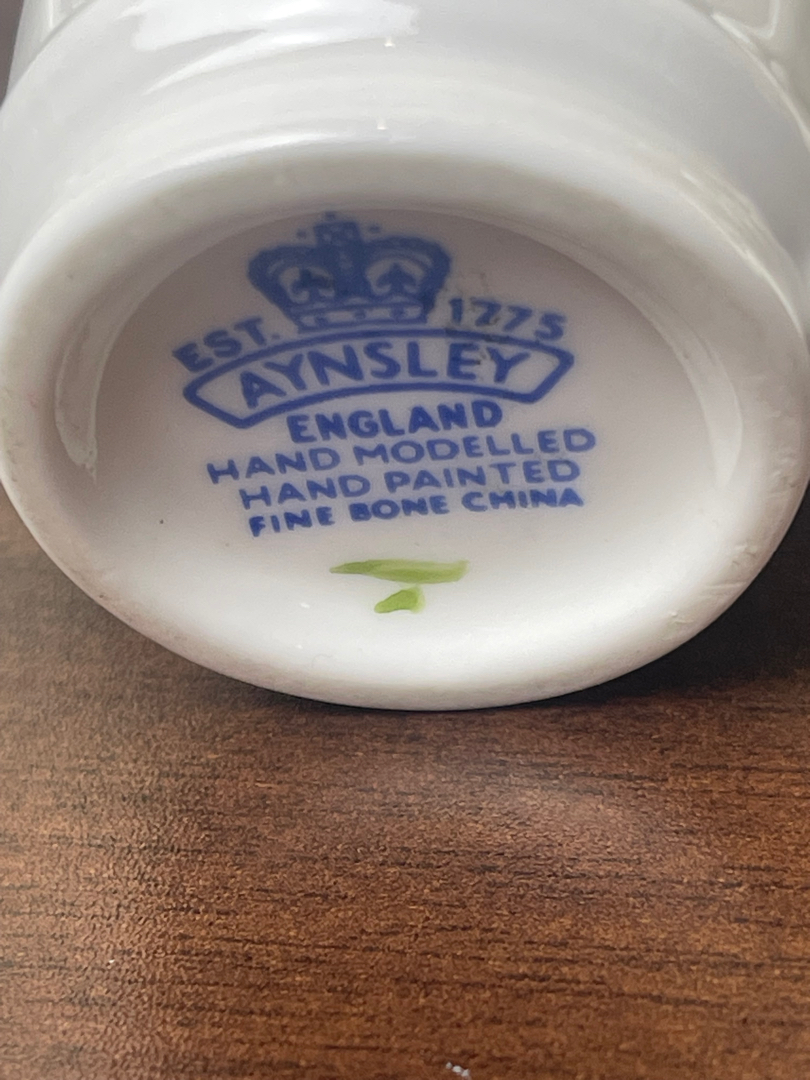 EST. 1775
AYNSLEY
ENGLAND
HAND MODELLED
HAND PAINTED
FINE BONE CHINA